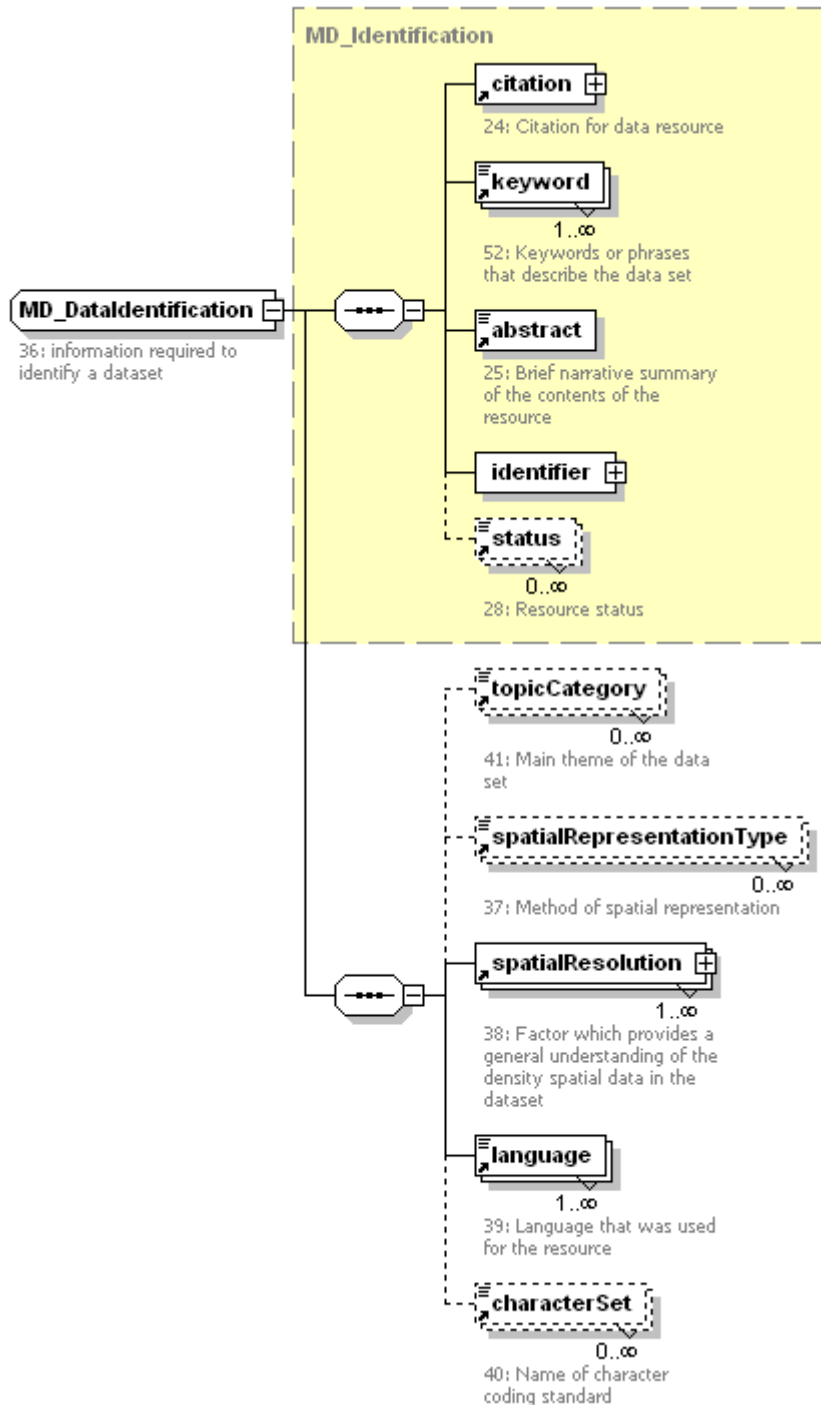 MD_Identification
citation
24: Citation for data resource
keyword
1..∞
52: Keywords or phrases
that describe the data set
MD_DataIdentification
36: information required to
identify a dataset
abstract
25: Brief narrative summary
of the contents of the
resource
identifier
status
0..∞
28: Resource status
topicCategory
0..∞
41: Main theme of the data
set
spatialRepresentationType
0..∞
37: Method of spatial representation
spatialResolution
1..∞
38: Factor which provides a
general understanding of the
density spatial data in the
dataset
language
1..∞
39: Language that was used
for the resource
characterSet
0..∞
40: Name of character
coding standard